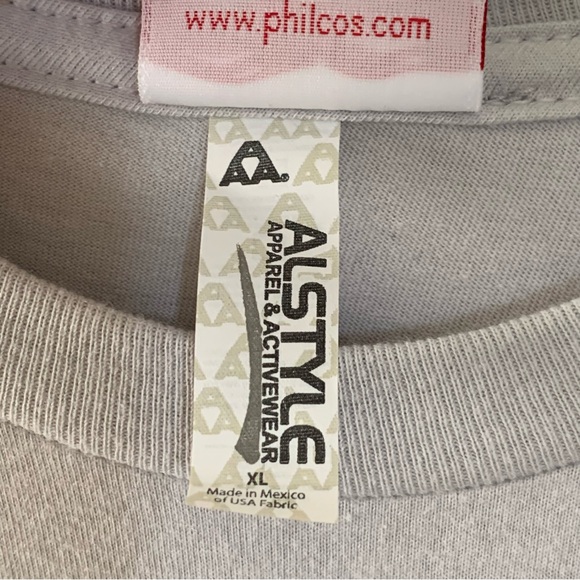 www.philcos.com
AA®
ALSTYLE
APPAREL & ACTIVEWEAR
XL
Made in Mexico
of USA Fabric